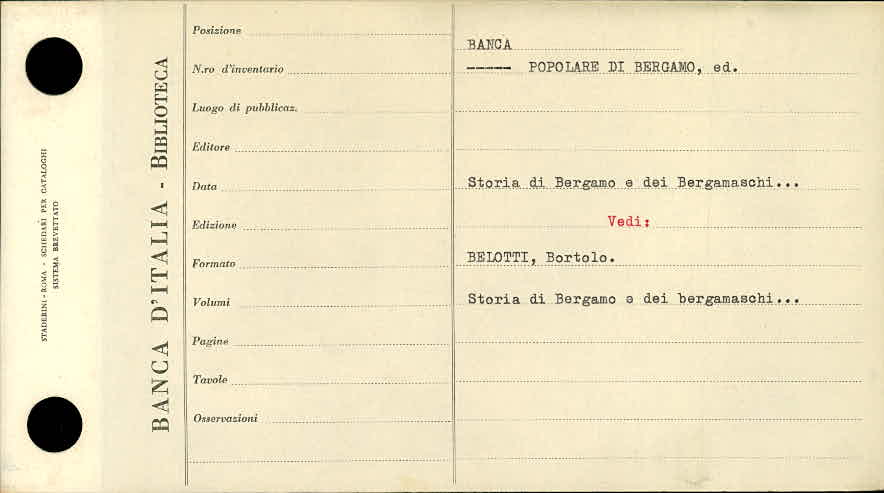 STADERINI - ROMA - SCHEDARI PER CATALOGHI
SISTEMA BREVETTATO
BANCA D'ITALIA - BIBLIOTECA
Posizione
N.ro d'inventario
Luogo di pubblicaz.
Editore
Data
Edizione
Formato
Volumi
Pagine
Tavole
Osservazioni
BANCA
----- POPOLARE DI BERGAMO, ed.
Storia di Bergamo e dei Bergamaschi...
Vedi:
BELOTTI, Bortolo.
Storia di Bergamo e dei bergamaschi...